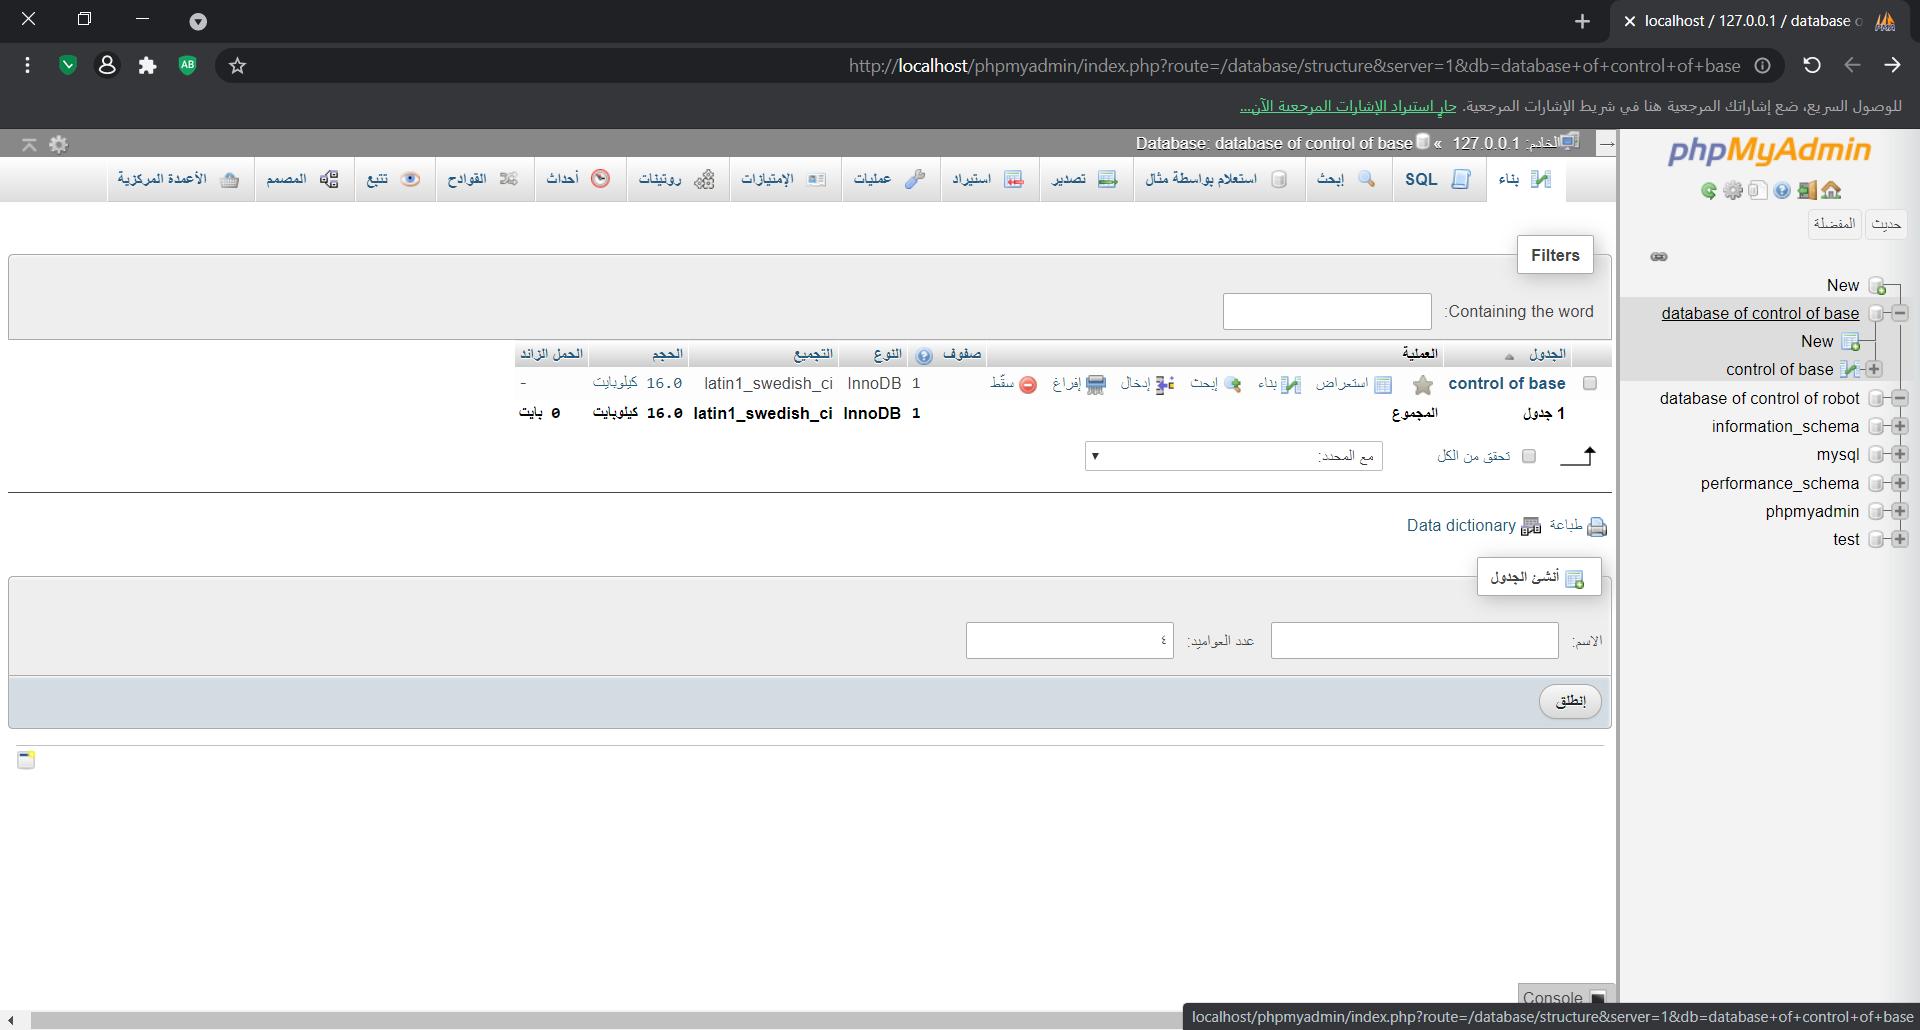 localhost / 127.0.0.1 / database o
http://localhost/phpmyadmin/index.php?route=/database/structure&server=1&db=database+of+control+of+base
AB
للوصول السريع، ضع إشاراتك المرجعية هنا في شريط الإشارات المرجعية. جارٍ استيراد الإشارات المرجعية الآن...
الخادم: 127.0.0.1 » Database: database of control of base
بناء SQL إبحث استعلام بواسطة مثال تصدير استيراد عمليات الإمتيازات روتينات أحداث القوادح تتبع المصمم الأعمدة المركزية
Filters
Containing the word:
الجدول العملية صفوف النوع التجميع الحجم الحمل الزائد
control of base استعراض بناء إبحث إدخال إفراغ سقّط 1 InnoDB latin1_swedish_ci 16.0 كيلوبايت -
1 جدول المجموع 1 InnoDB latin1_swedish_ci 16.0 كيلوبايت 0 بايت
تحقق من الكل مع المحدد:
طباعة Data dictionary
أنشئ الجدول
الاسم: عدد العواميد: ٤
إنطلق
Console
phpMyAdmin
حديث المفضلة
New
database of control of base
New
control of base
database of control of robot
information_schema
mysql
performance_schema
phpmyadmin
test
localhost/phpmyadmin/index.php?route=/database/structure&server=1&db=database+of+control+of+base